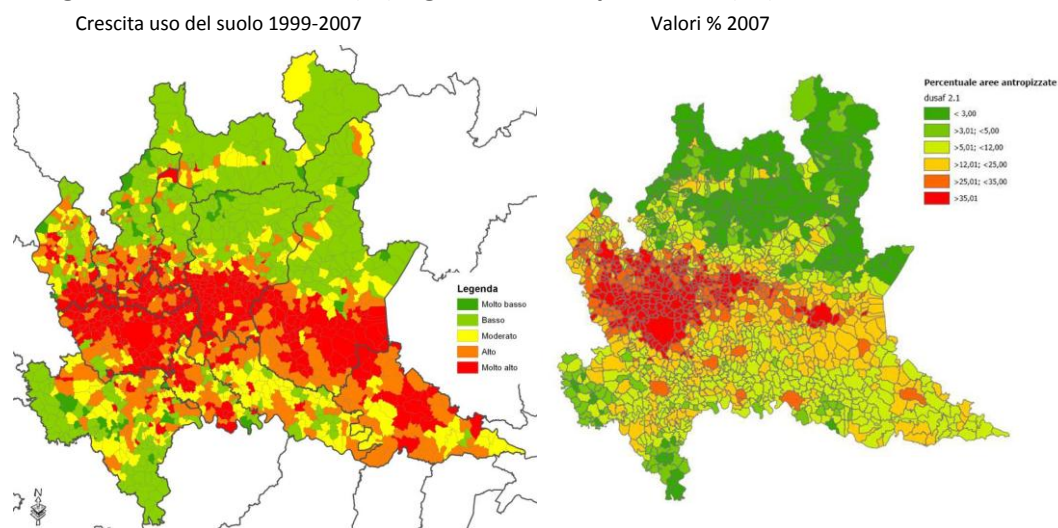 Crescita uso del suolo 1999-2007
Valori % 2007
Legenda
Molto basso
Basso
Moderato
Alto
Molto alto
N
Percentuale aree antropizzate
dusaf 2.1
< 3,00
>3,01; <5,00
>5,01; <12,00
>12,01; <25,00
>25,01; <35,00
>35,01